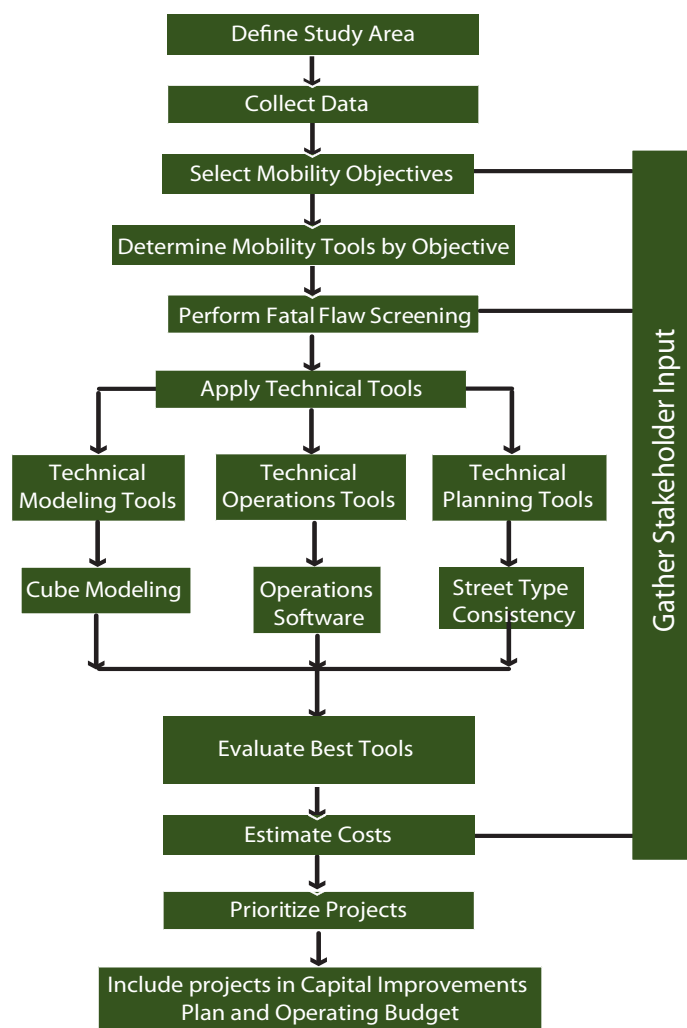 Define Study Area
Collect Data
Select Mobility Objectives
Determine Mobility Tools by Objective
Perform Fatal Flaw Screening
Apply Technical Tools
Technical
Modeling Tools
Technical
Operations Tools
Technical
Planning Tools
Cube Modeling
Operations
Software
Street Type
Consistency
Evaluate Best Tools
Estimate Costs
Prioritize Projects
Include projects in Capital Improvements
Plan and Operating Budget
Gather Stakeholder Input